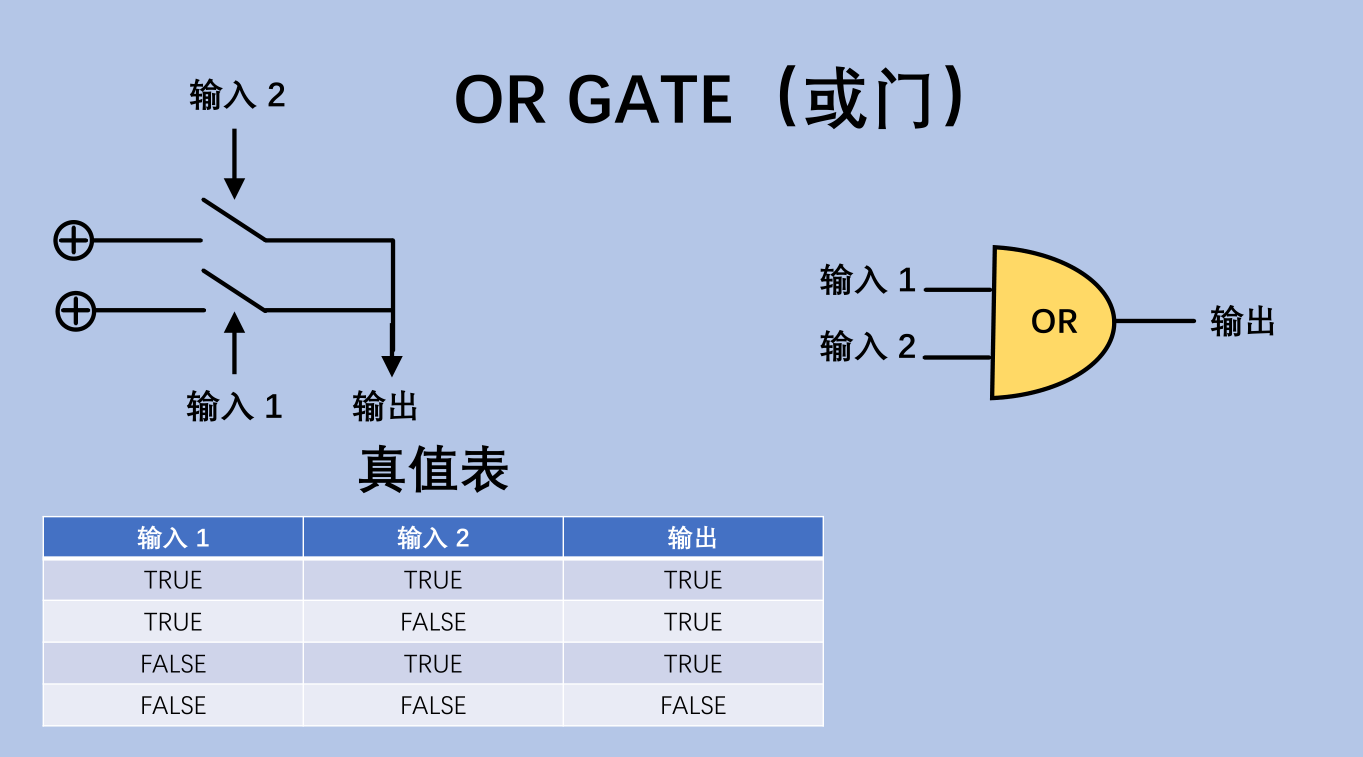 OR GATE（或门）
输入 2
输入 1
输出
输入 1
输入 2
OR
输出
真值表
输入 1 输入 2 输出
TRUE TRUE TRUE
TRUE FALSE TRUE
FALSE TRUE TRUE
FALSE FALSE FALSE